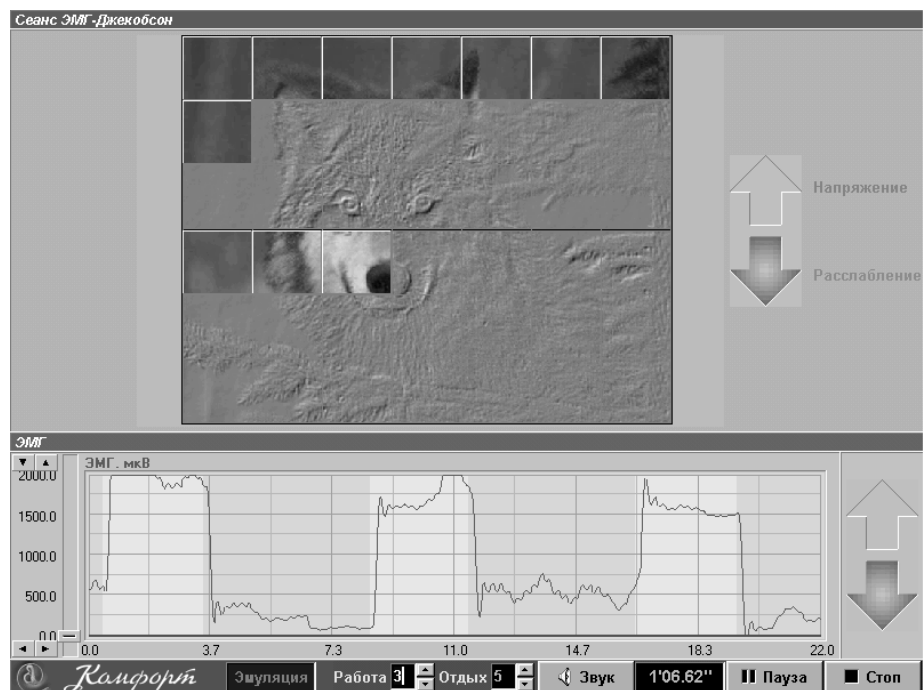 Сеанс ЭМГ-Джекобсон
Напряжение
Расслабление
ЭМГ
ЭМГ. мкВ
2000.0
1500.0
1000.0
500.0
0.0
0.0 3.7 7.3 11.0 14.7 18.3 22.0
Комфорт Эмуляция Работа 3 Отдых 5 Звук 1'06.62'' Пауза Стоп